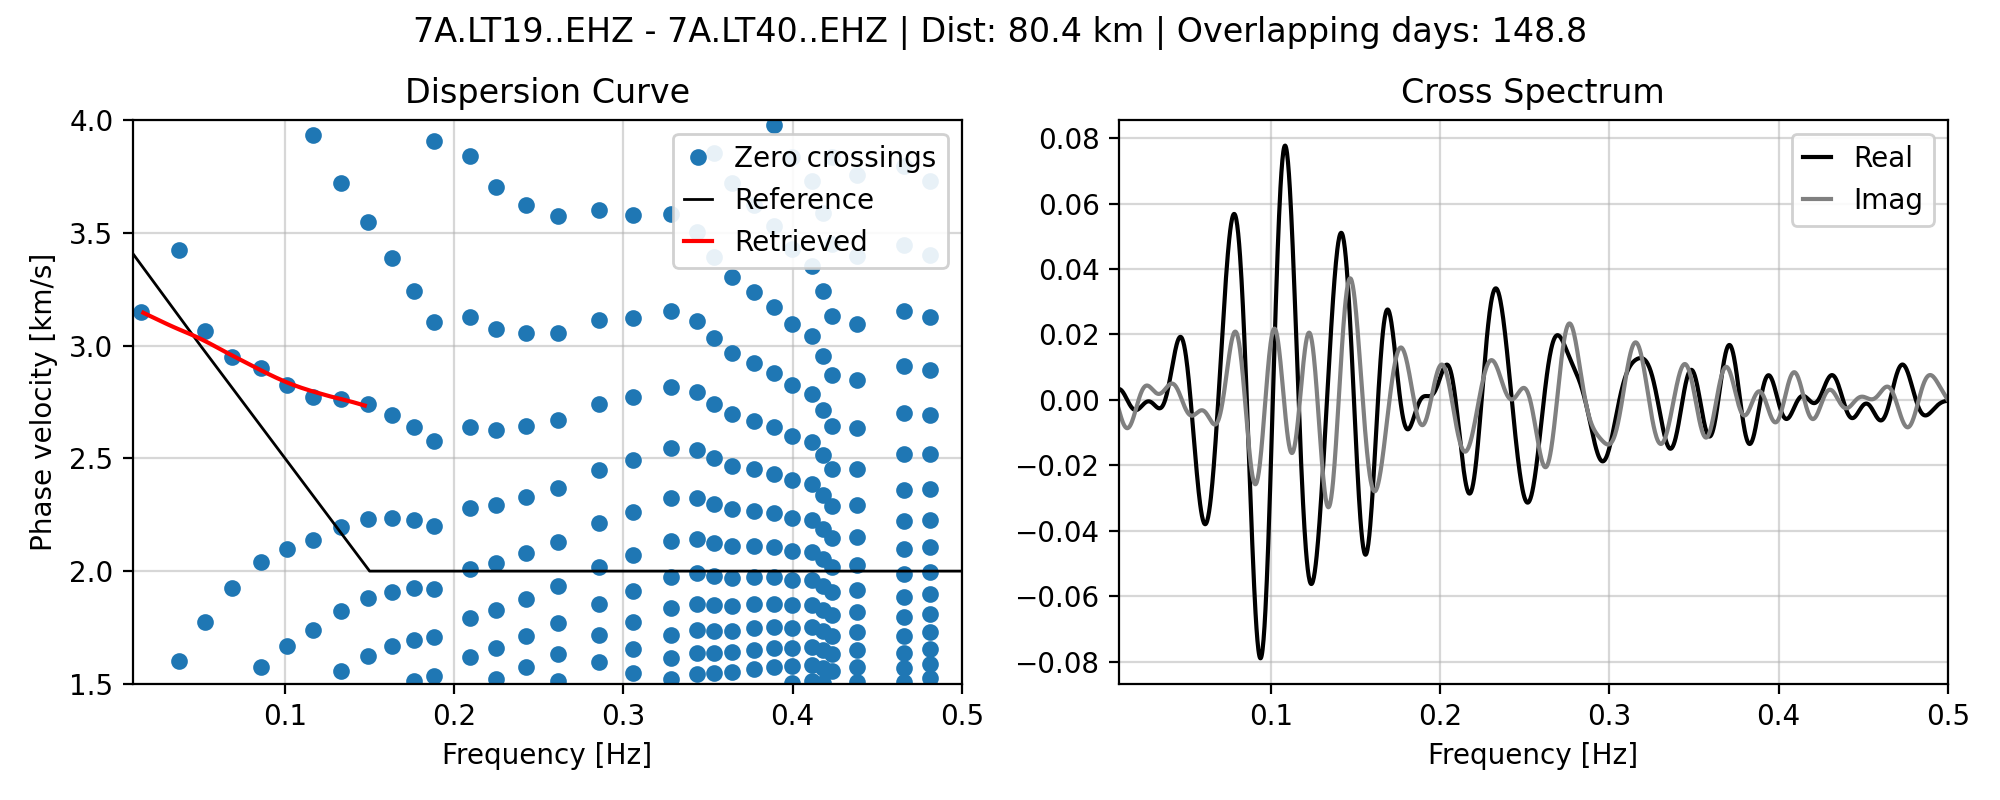 7A.LT19..EHZ - 7A.LT40..EHZ | Dist: 80.4 km | Overlapping days: 148.8
Dispersion Curve
4.0
3.5
3.0
2.5
2.0
1.5
Phase velocity [km/s]
Zero crossings
Reference
Retrieved
0.1 0.2 0.3 0.4 0.5
Frequency [Hz]
Cross Spectrum
0.08
0.06
0.04
0.02
0.00
−0.02
−0.04
−0.06
−0.08
Real
Imag
0.1 0.2 0.3 0.4 0.5
Frequency [Hz]